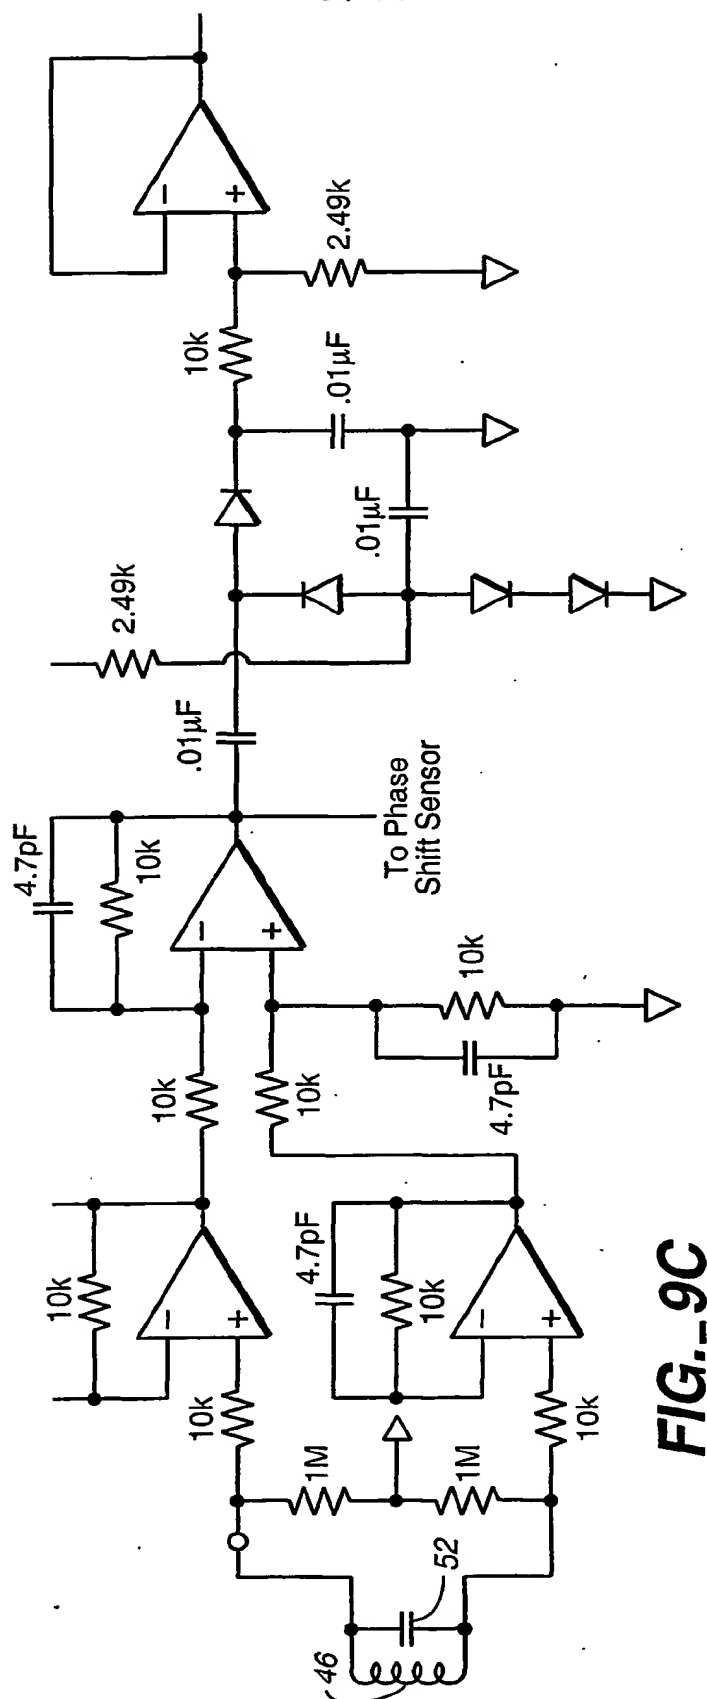 2.49k
10k
.01µF
.01µF
2.49k
.01µF
4.7pF
10k
To Phase
Shift Sensor
10k
4.7pF
10k
10k
10k
4.7pF
10k
10k
10k
1M
1M
52
46
− +
− +
− +
− +
FIG._9C